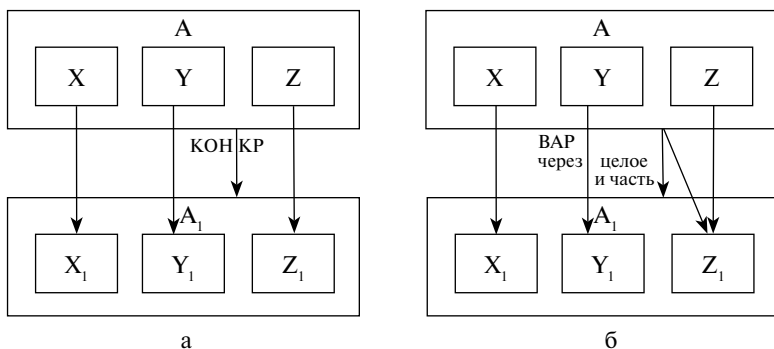 A
X Y Z
КОН КР
A₁
X₁ Y₁ Z₁
а
A
X Y Z
ВАР
через
целое
и часть
A₁
X₁ Y₁ Z₁
б